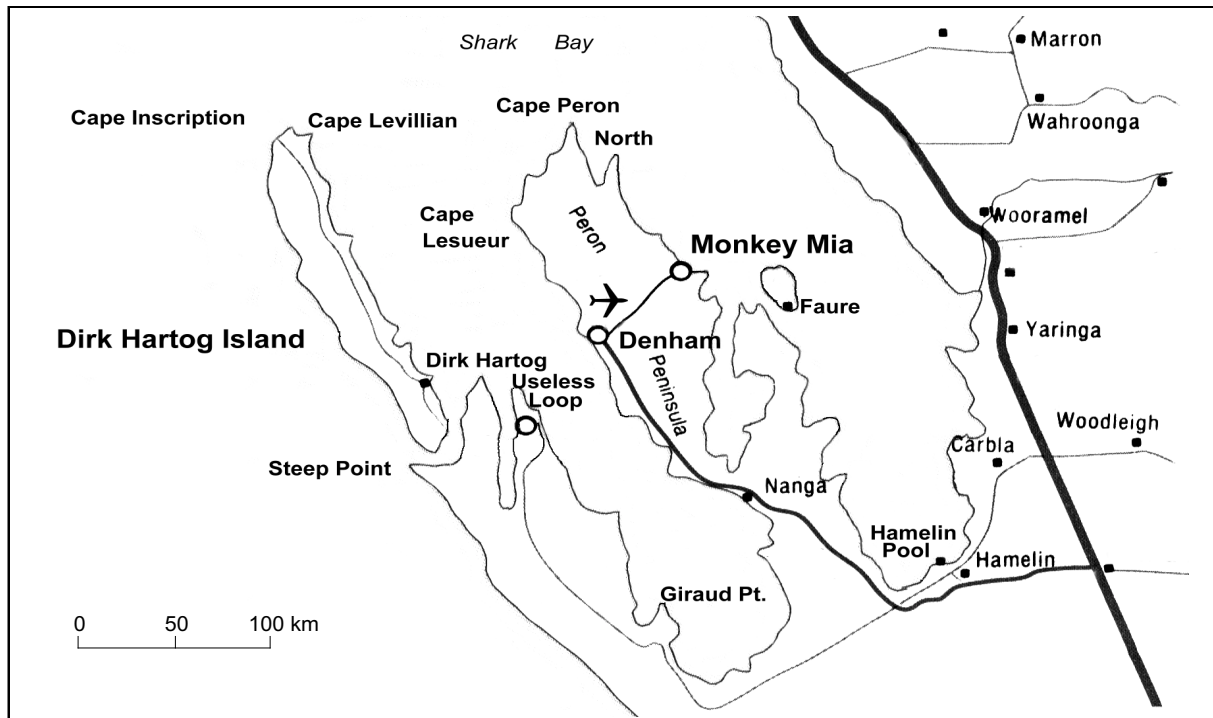 Shark Bay
Marron
Cape Peron
Cape Inscription
Cape Levillian
North
Wahroonga
Cape
Lesueur
Peron
Wooramel
Monkey Mia
Faure
Dirk Hartog Island
Denham
Yaringa
Dirk Hartog
Useless
Loop
Peninsula
Woodleigh
Carbla
Steep Point
Nanga
Hamelin
Pool
Hamelin
Giraud Pt.
0 50 100 km